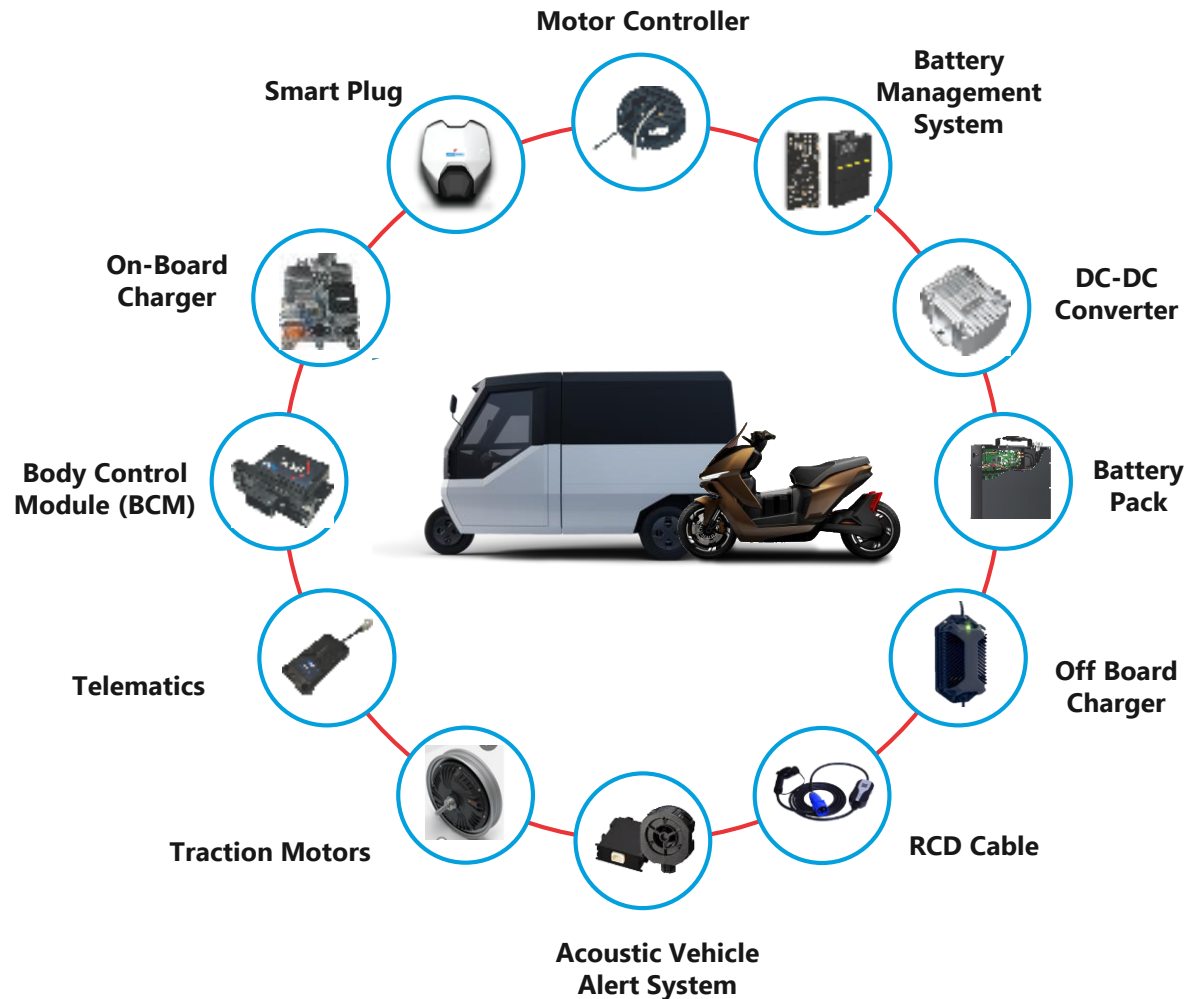 Motor Controller
Battery
Management
System
Smart Plug
On-Board
Charger
DC-DC
Converter
Body Control
Module (BCM)
Battery
Pack
Telematics
Off Board
Charger
Traction Motors
RCD Cable
Acoustic Vehicle
Alert System